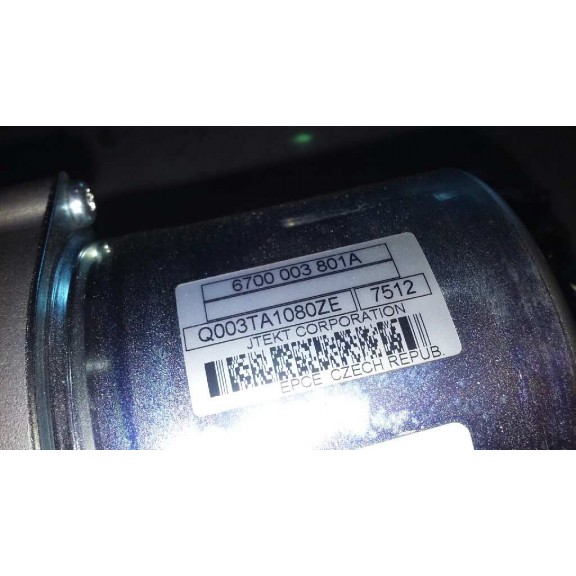 6700 003 801A
Q003TA1080ZE 7512
JTEKT CORPORATION
EPCE CZECH REPUB.